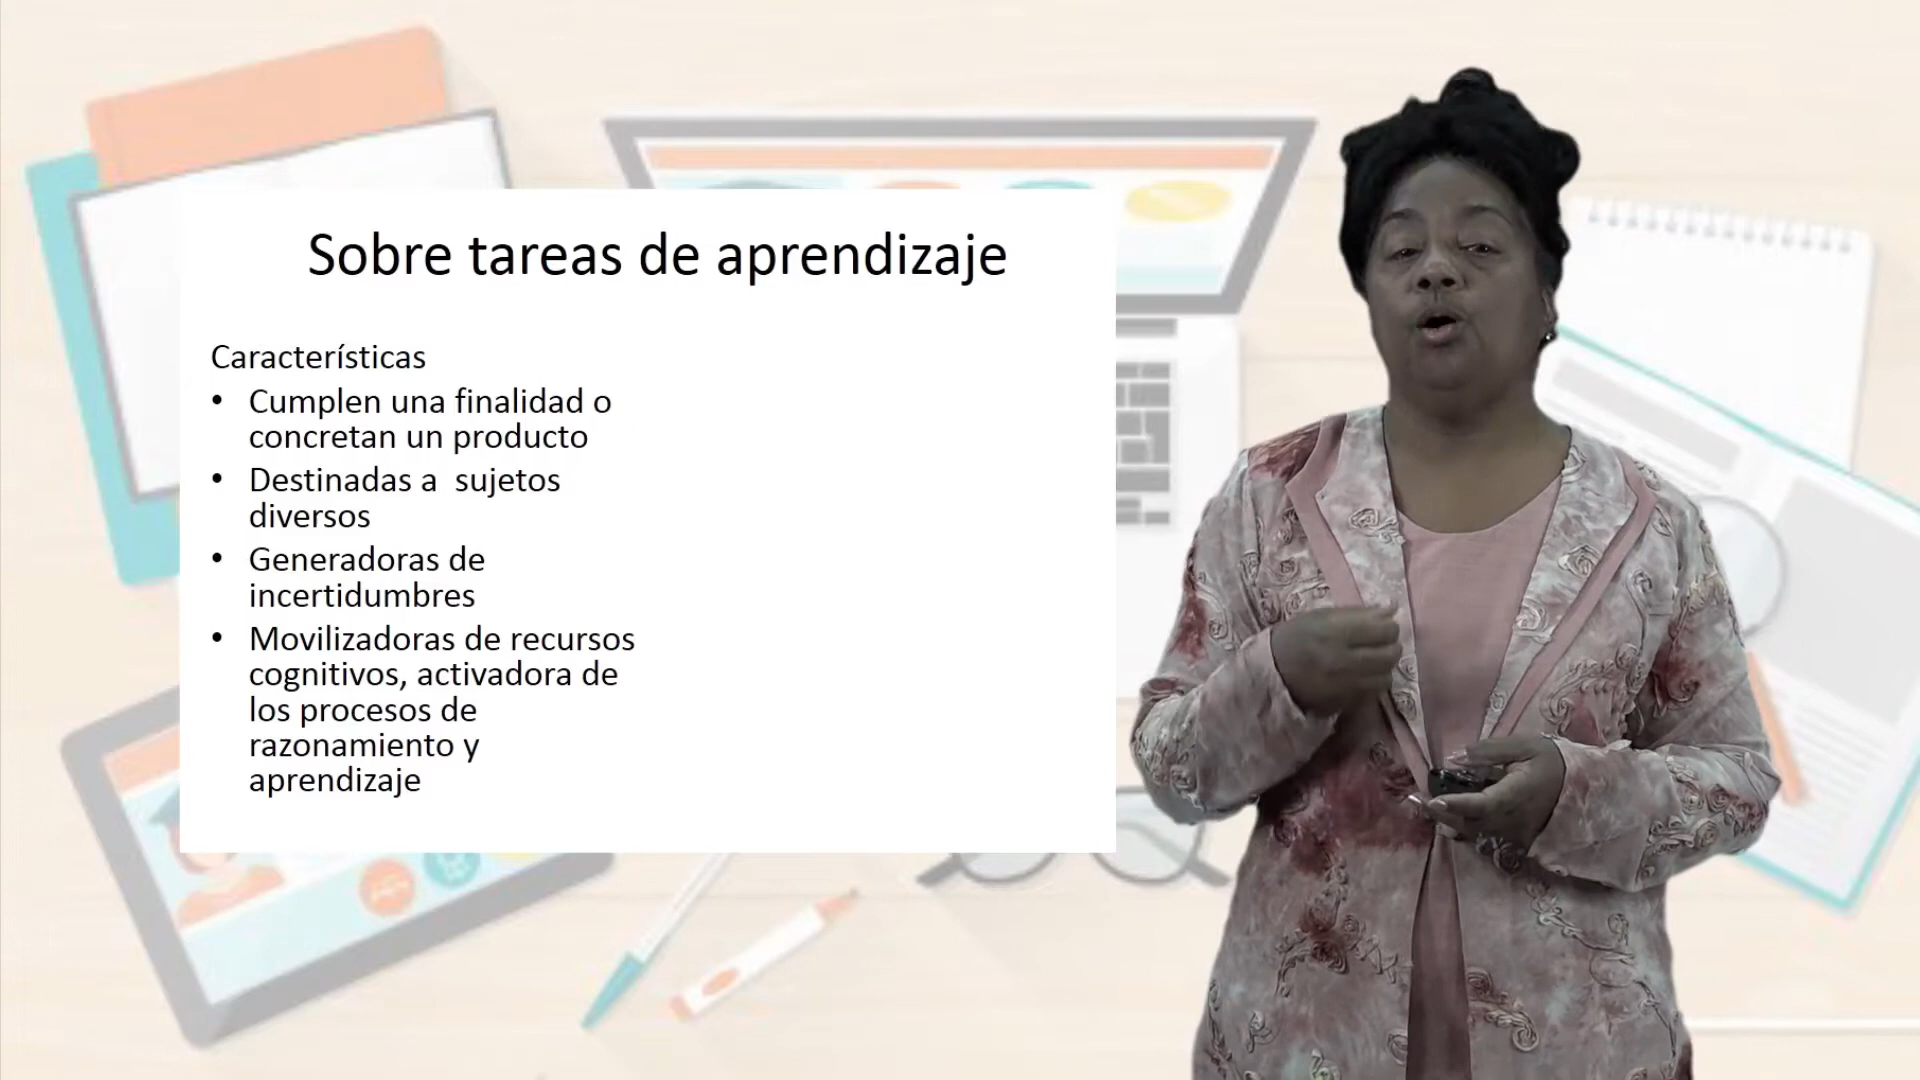 Sobre tareas de aprendizaje
Características
• Cumplen una finalidad o
concretan un producto
• Destinadas a  sujetos
diversos
• Generadoras de
incertidumbres
• Movilizadoras de recursos
cognitivos, activadora de
los procesos de
razonamiento y
aprendizaje